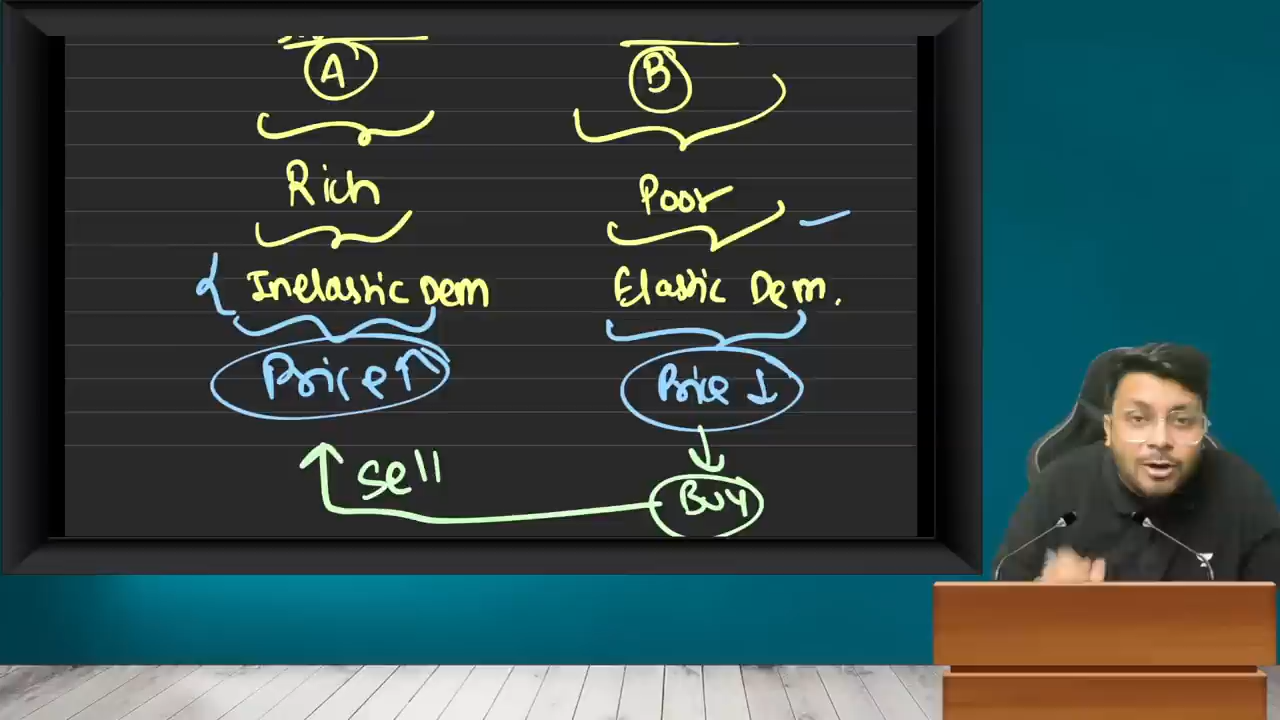 A B
Rich Poor
Inelastic Dem Elastic Dem.
Price↑ Price↓
Sell Buy